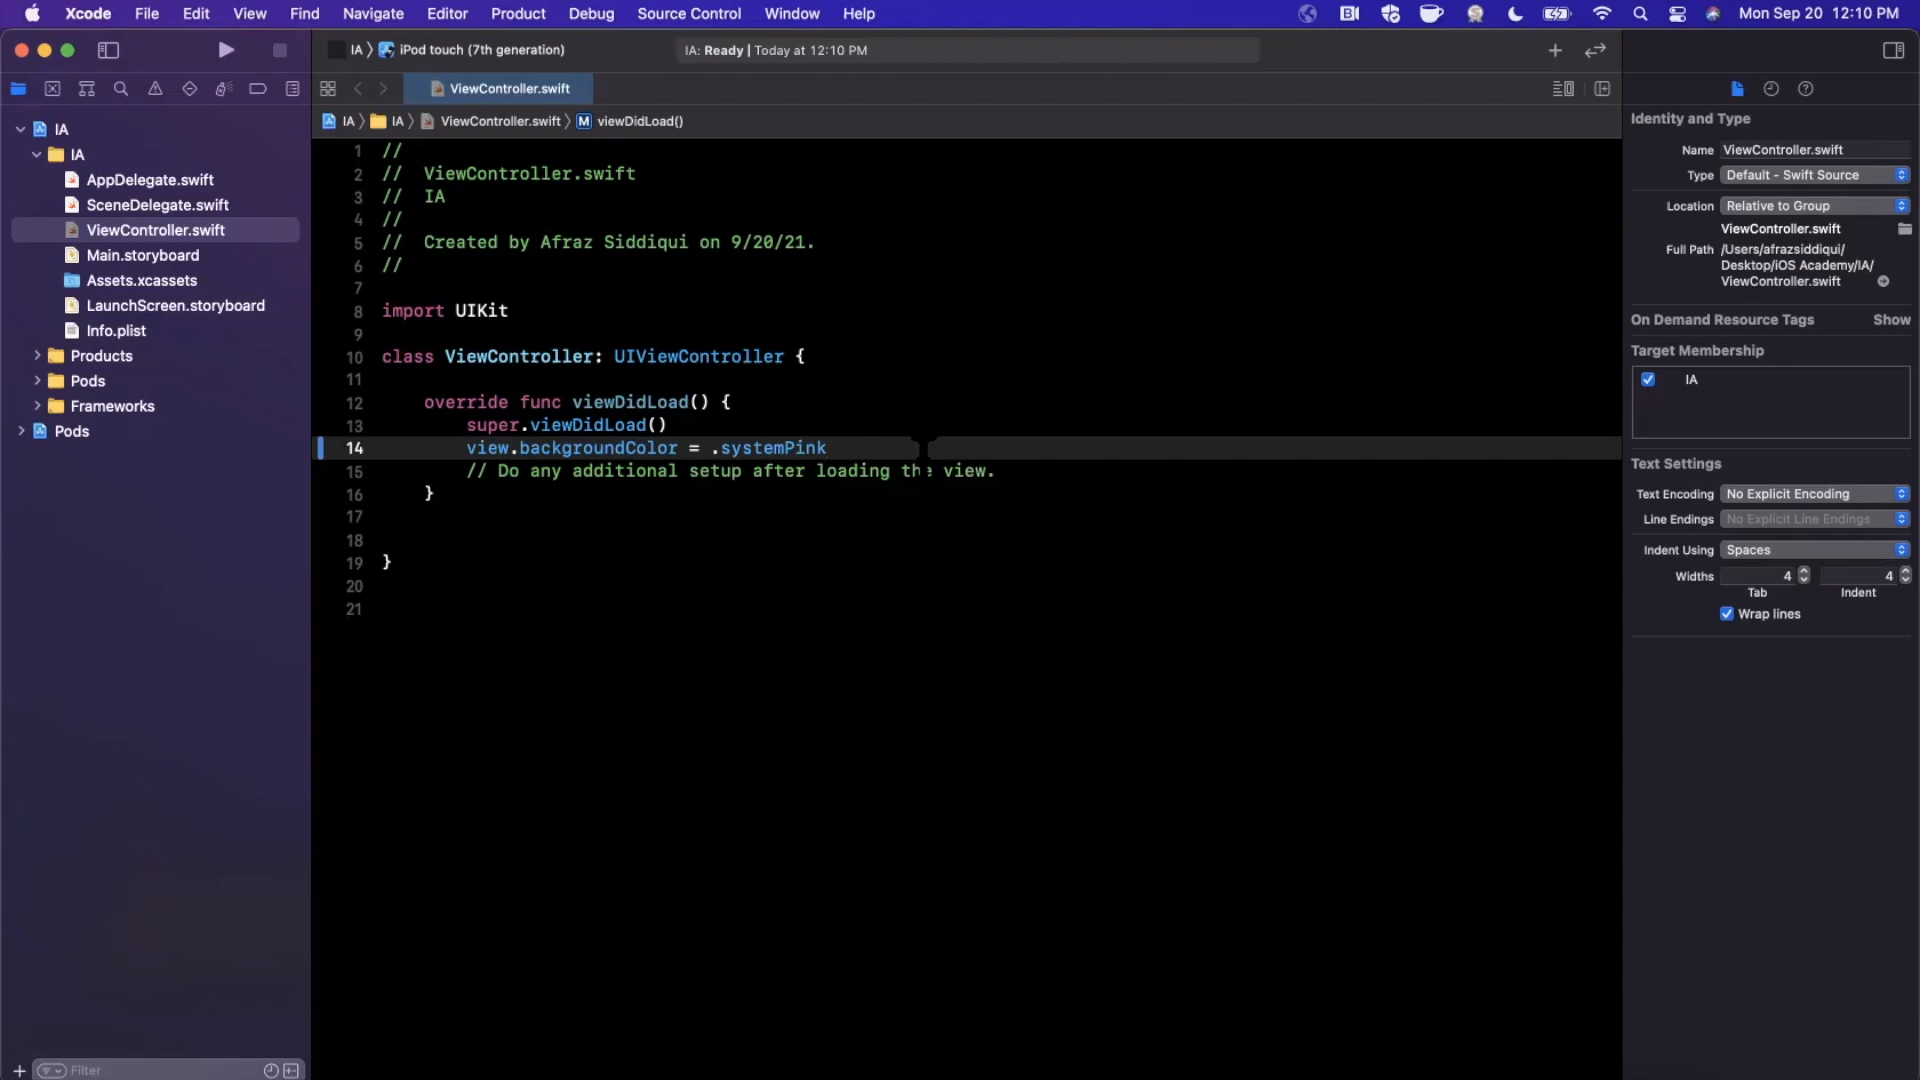 Xcode File Edit View Find Navigate Editor Product Debug Source Control Window Help Mon Sep 20 12:10 PM
IA 〉 iPod touch (7th generation) IA: Ready | Today at 12:10 PM
ViewController.swift
IA 〉 IA 〉 ViewController.swift 〉 M viewDidLoad()
IA
IA
AppDelegate.swift
SceneDelegate.swift
ViewController.swift
Main.storyboard
Assets.xcassets
LaunchScreen.storyboard
Info.plist
Products
Pods
Frameworks
Pods
Filter
1 //
2 //  ViewController.swift
3 //  IA
4 //
5 //  Created by Afraz Siddiqui on 9/20/21.
6 //
7
8 import UIKit
9
10 class ViewController: UIViewController {
11
12     override func viewDidLoad() {
13         super.viewDidLoad()
14         view.backgroundColor = .systemPink
15         // Do any additional setup after loading the view.
16     }
17
18
19 }
20
21
Identity and Type
Name ViewController.swift
Type Default - Swift Source
Location Relative to Group
ViewController.swift
Full Path /Users/afrazsiddiqui/
Desktop/iOS Academy/IA/
ViewController.swift
On Demand Resource Tags Show
Target Membership
IA
Text Settings
Text Encoding No Explicit Encoding
Line Endings No Explicit Line Endings
Indent Using Spaces
Widths 4 4
Tab Indent
Wrap lines